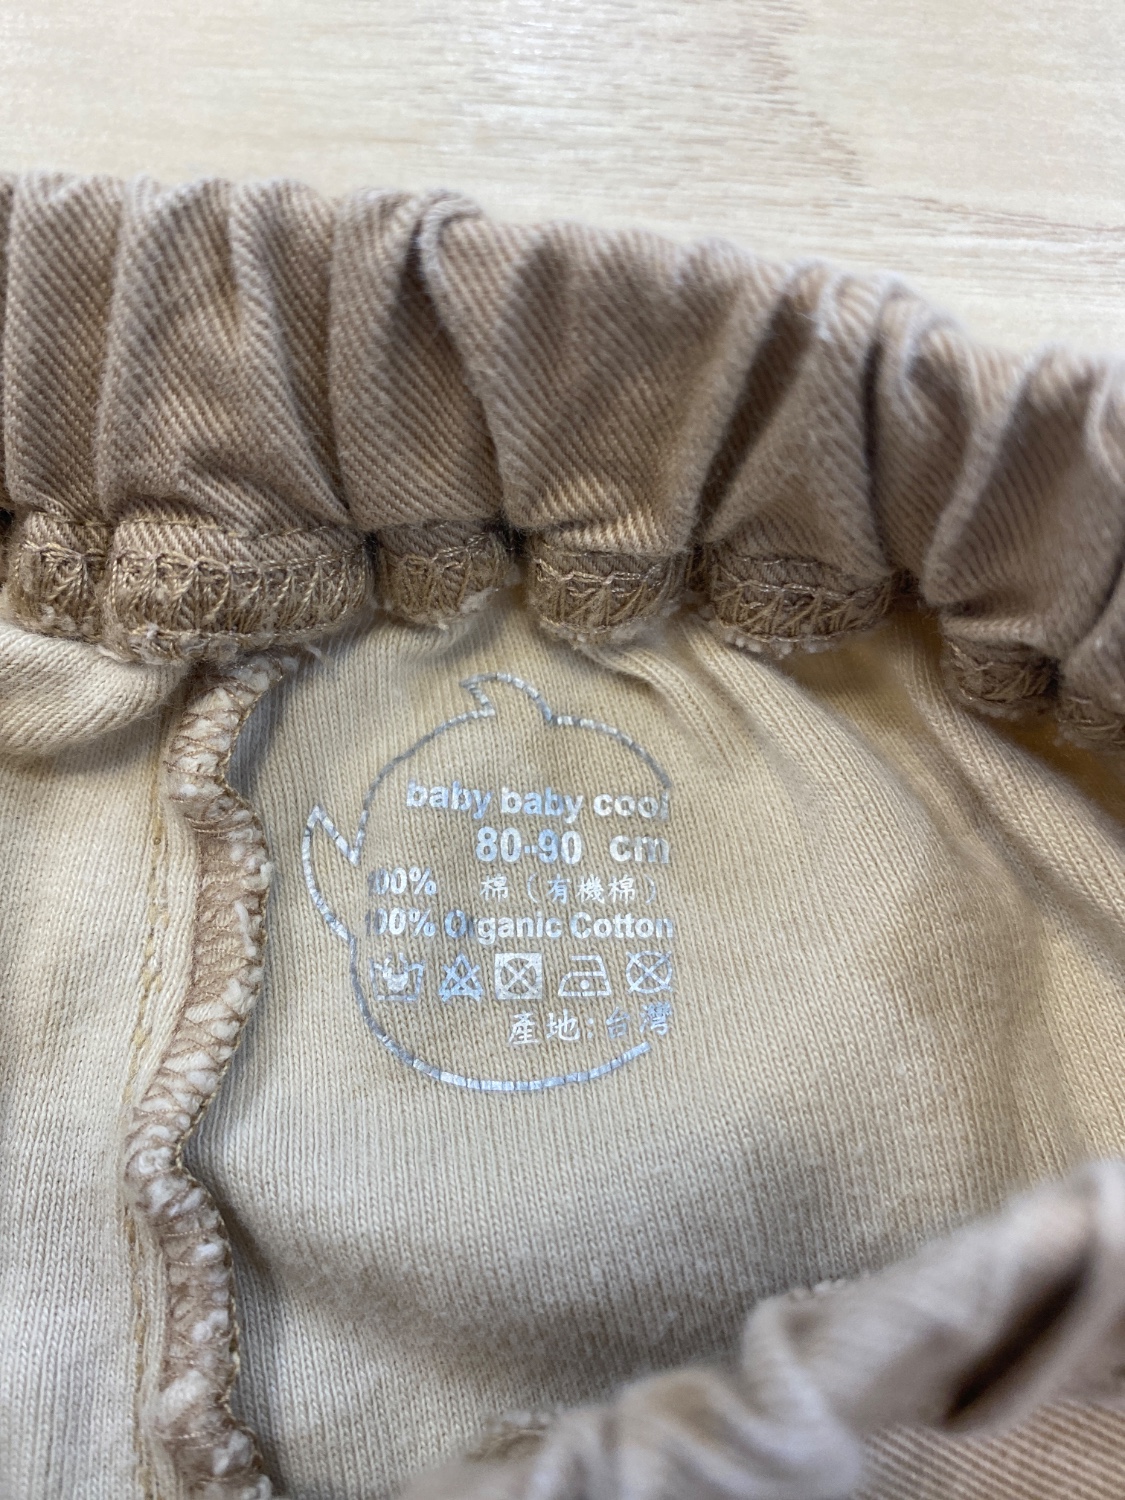 baby baby cool
80-90 cm
100% 棉（有機棉）
100% Organic Cotton
產地：台灣